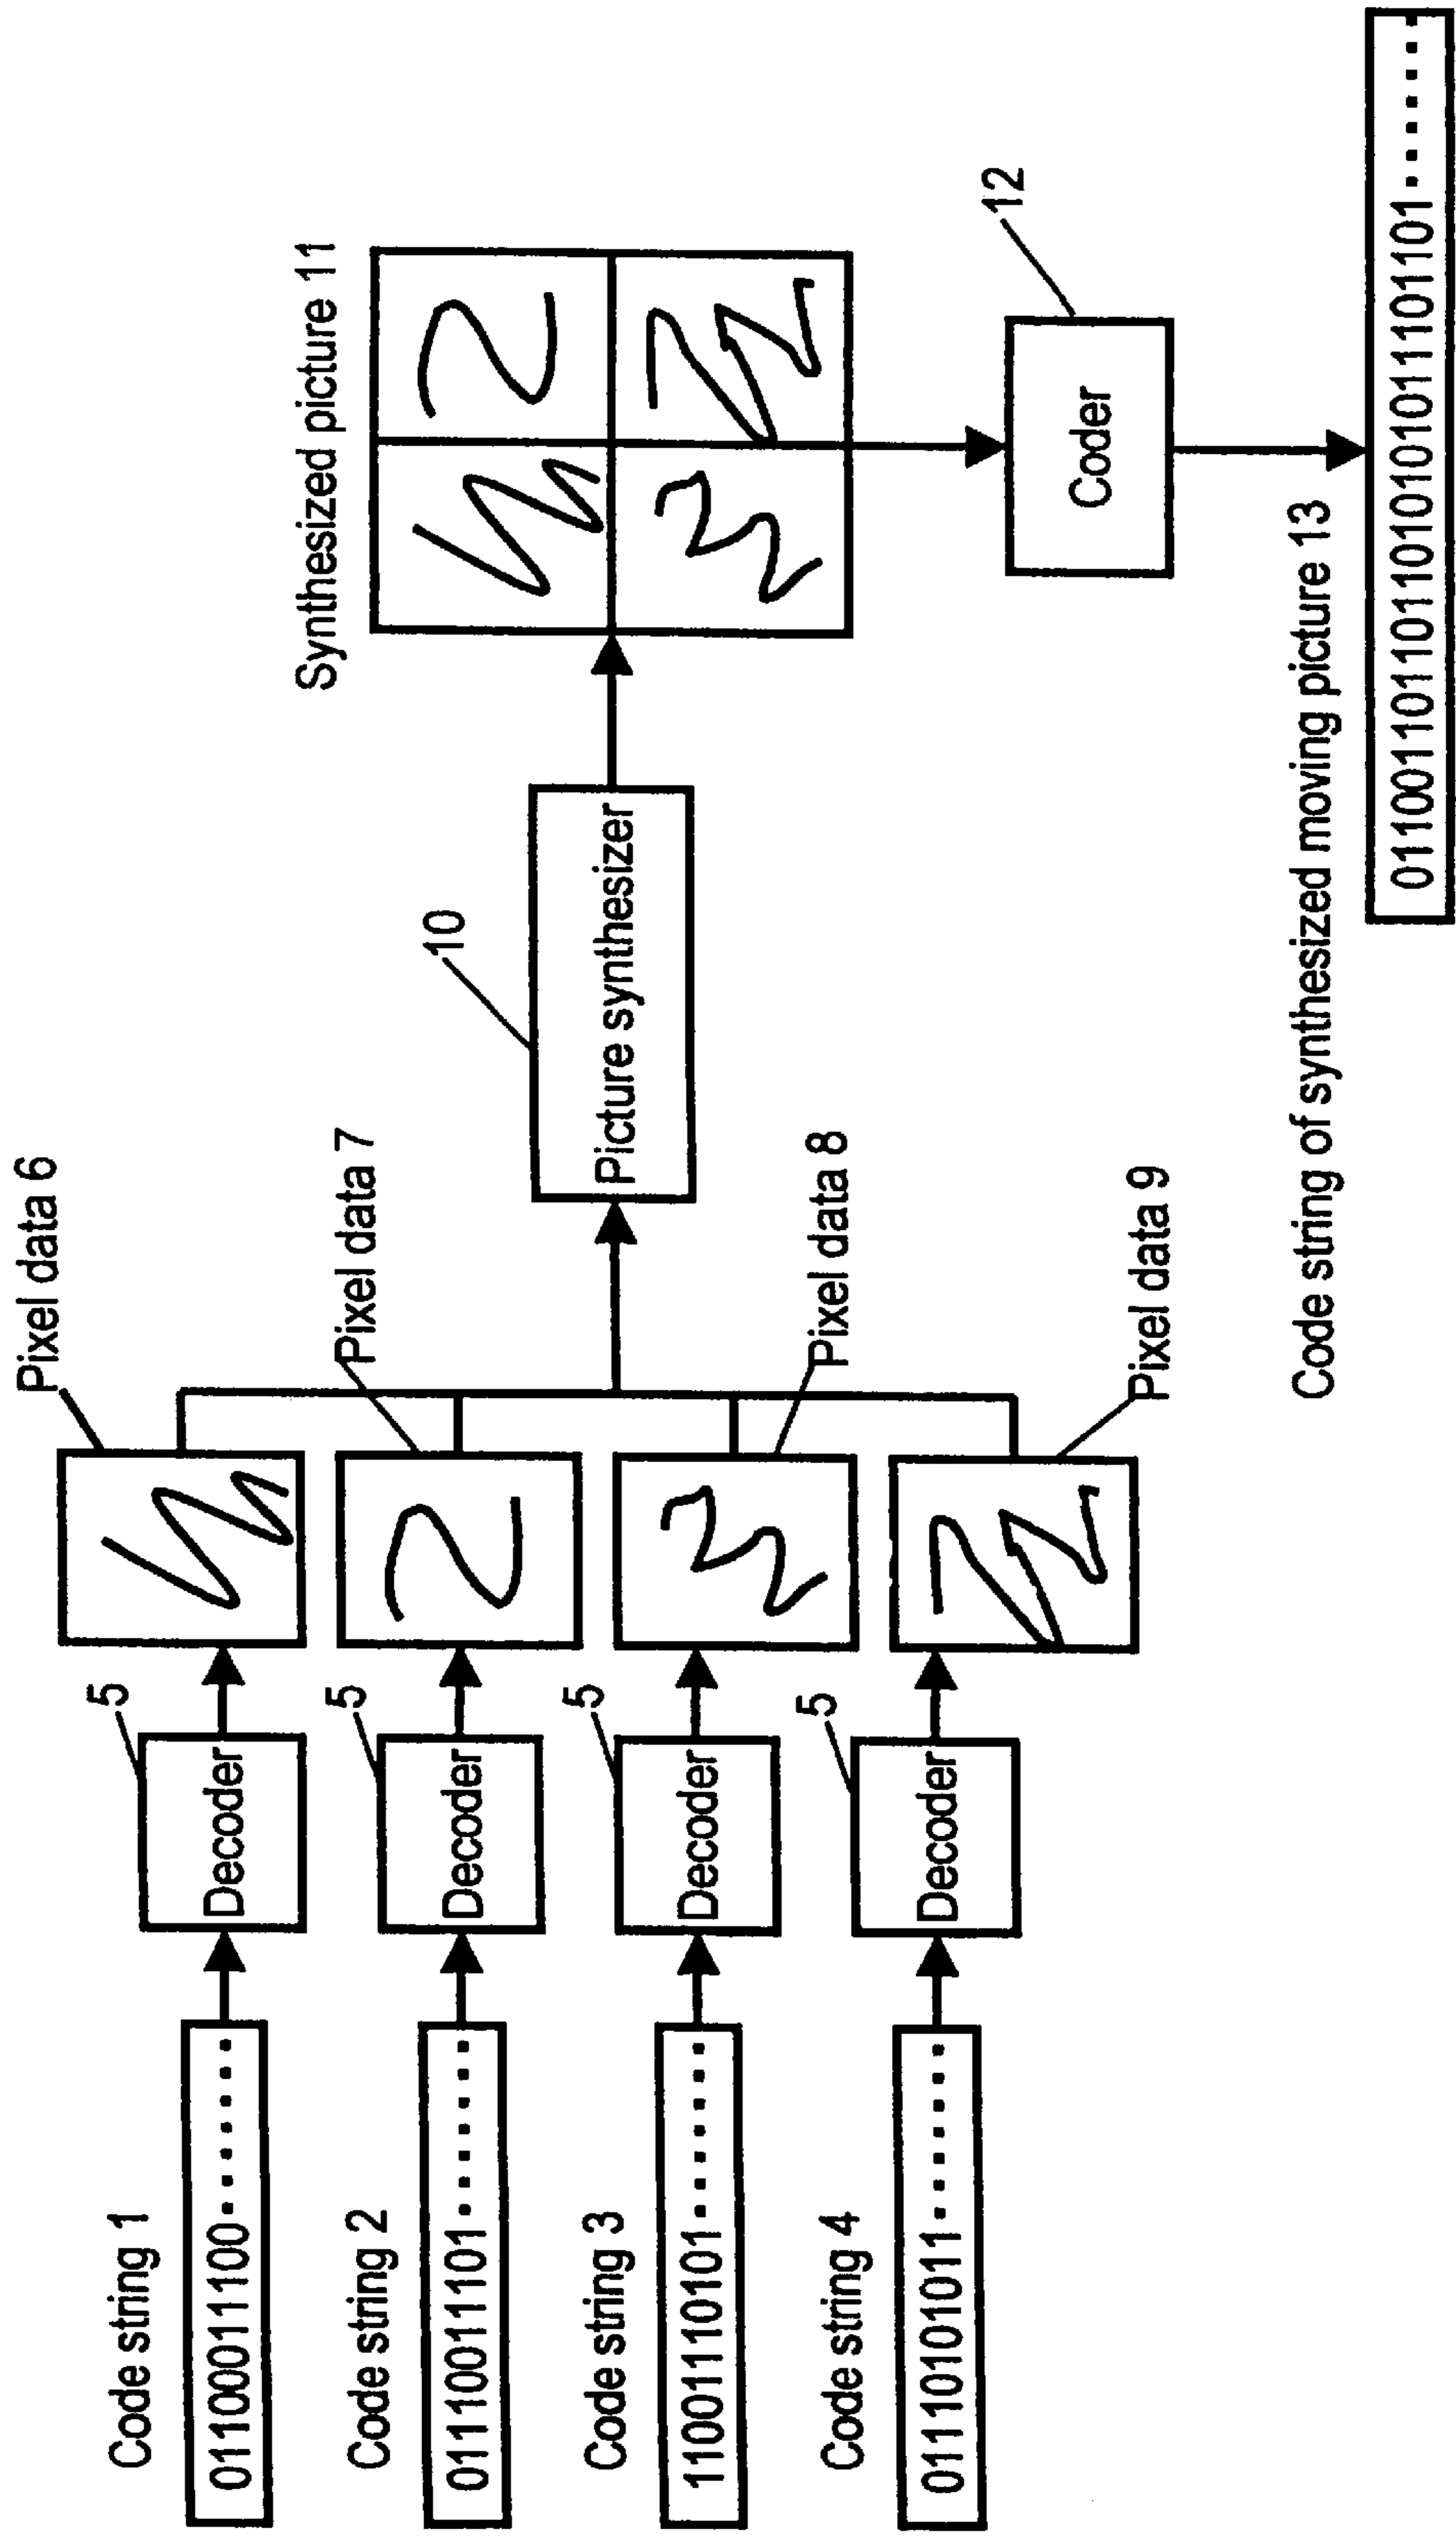 Code string 1
01100011100·······
5
Decoder
Pixel data 6
Code string 2
01110011101·······
5
Decoder
Pixel data 7
Code string 3
11001110101·······
5
Decoder
Pixel data 8
Code string 4
01110101011·······
5
Decoder
Pixel data 9
10
Picture synthesizer
Synthesized picture 11
12
Coder
Code string of synthesized moving picture 13
0110011011011010101011101101·······